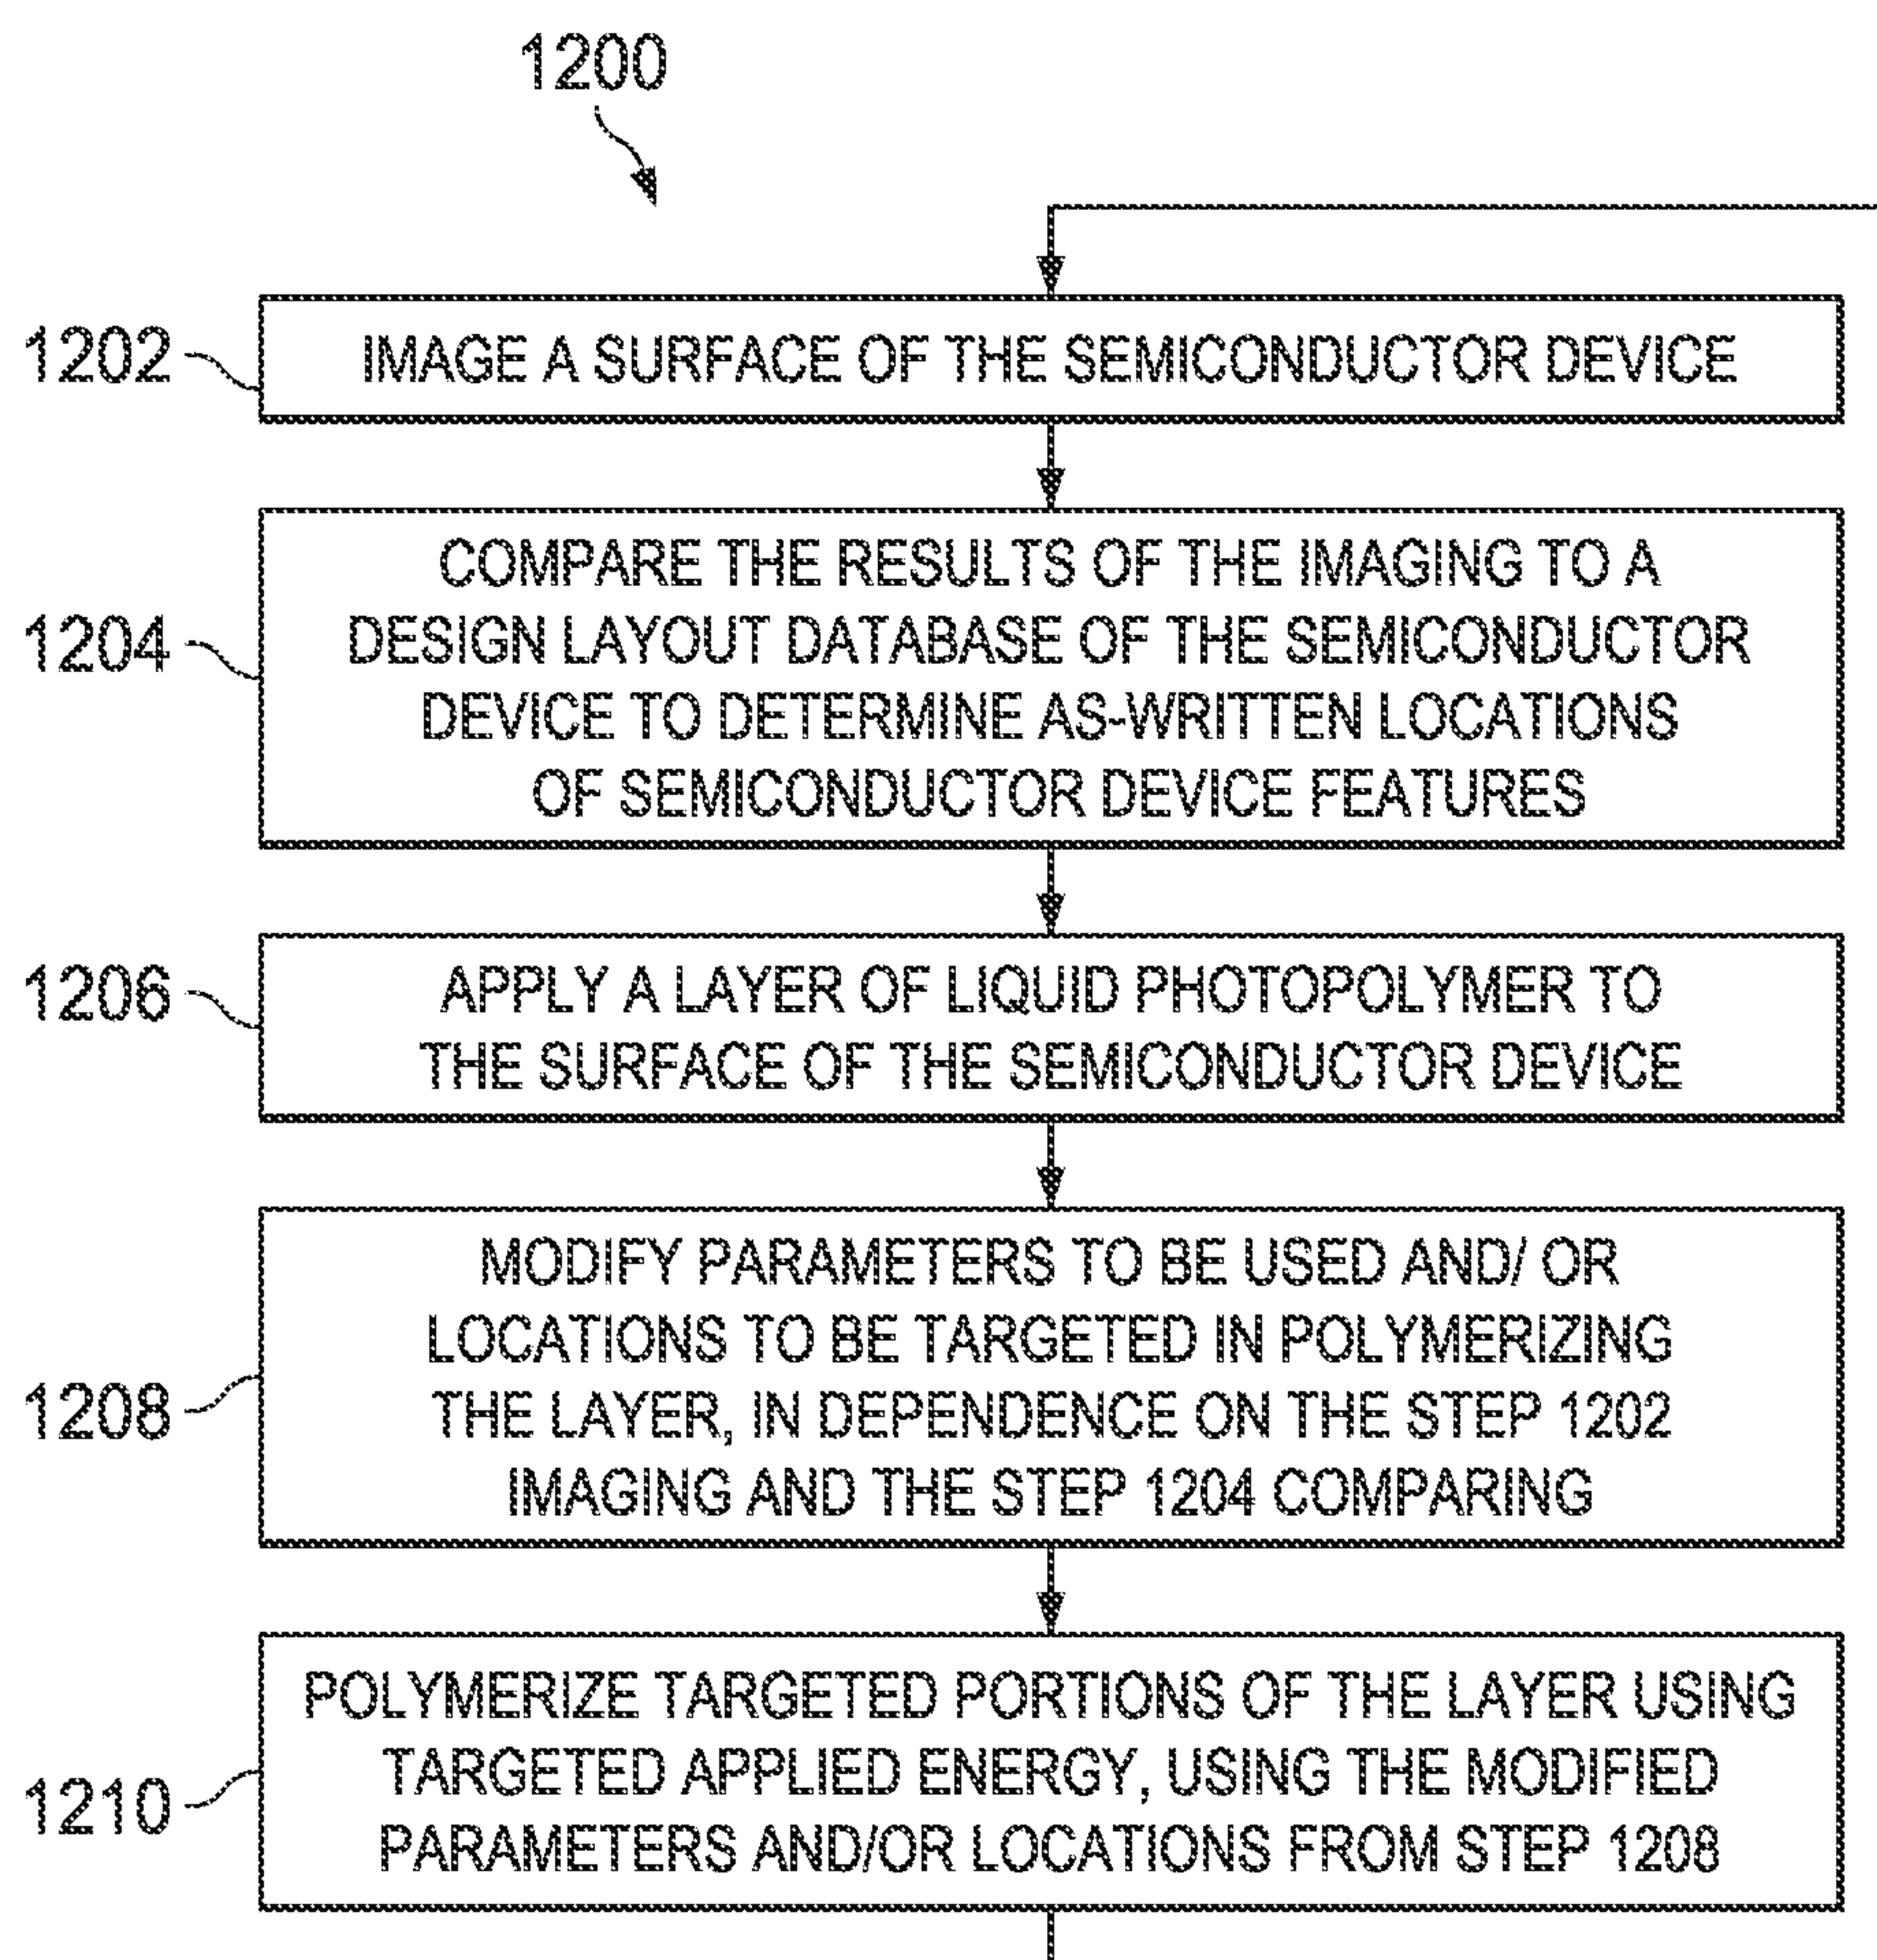 1200
1202
IMAGE A SURFACE OF THE SEMICONDUCTOR DEVICE
1204
COMPARE THE RESULTS OF THE IMAGING TO A
DESIGN LAYOUT DATABASE OF THE SEMICONDUCTOR
DEVICE TO DETERMINE AS-WRITTEN LOCATIONS
OF SEMICONDUCTOR DEVICE FEATURES
1206
APPLY A LAYER OF LIQUID PHOTOPOLYMER TO
THE SURFACE OF THE SEMICONDUCTOR DEVICE
1208
MODIFY PARAMETERS TO BE USED AND/ OR
LOCATIONS TO BE TARGETED IN POLYMERIZING
THE LAYER, IN DEPENDENCE ON THE STEP 1202
IMAGING AND THE STEP 1204 COMPARING
1210
POLYMERIZE TARGETED PORTIONS OF THE LAYER USING
TARGETED APPLIED ENERGY, USING THE MODIFIED
PARAMETERS AND/OR LOCATIONS FROM STEP 1208